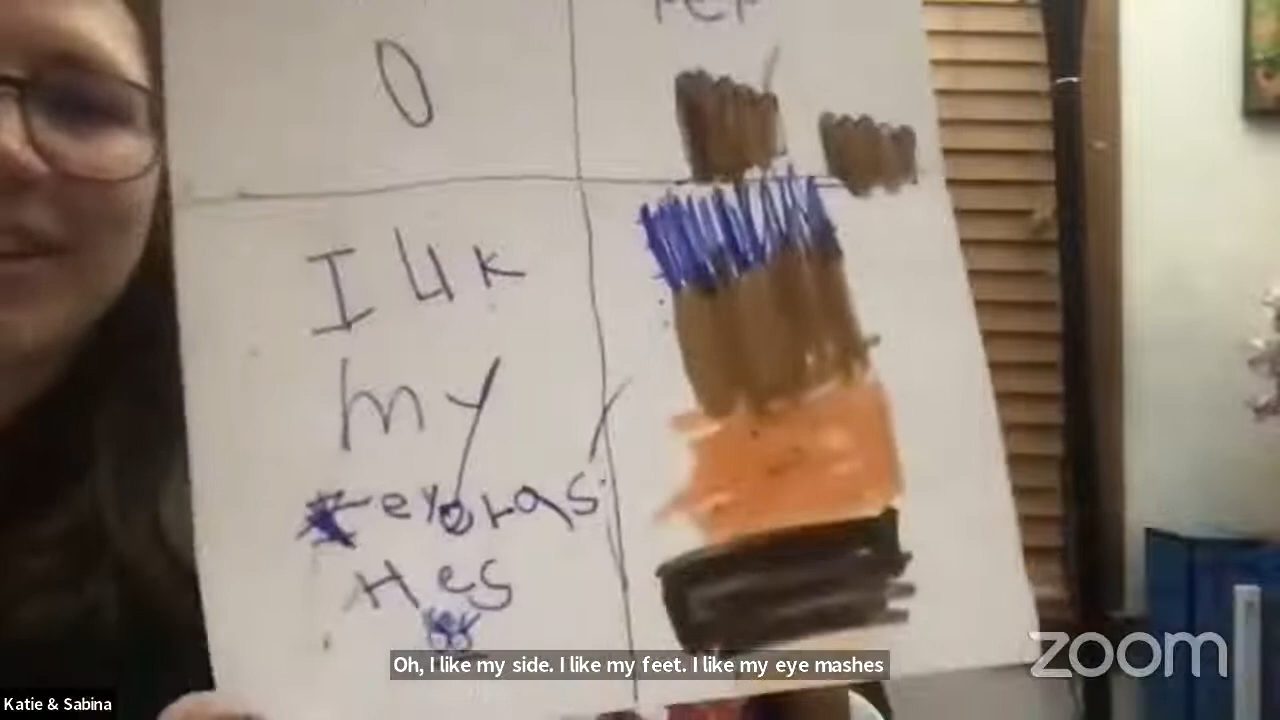 0
I LIK
my
eyeras
Hes
Oh, I like my side. I like my feet. I like my eye mashes
zoom
Katie & Sabina